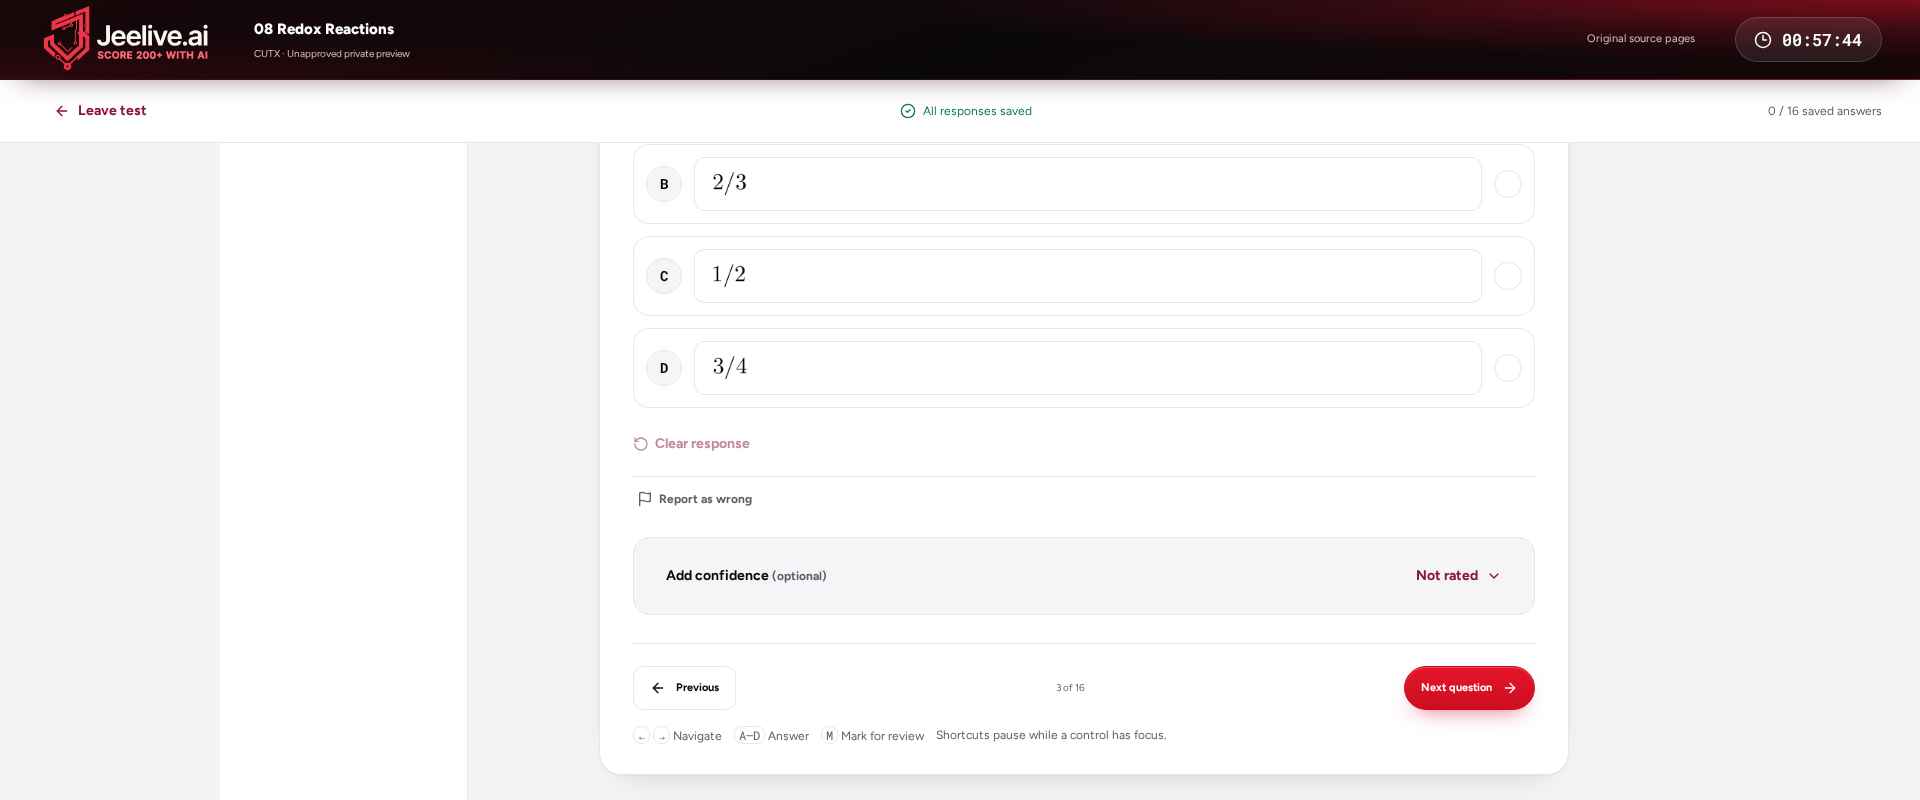 Jeelive.ai
SCORE 200+ WITH AI
08 Redox Reactions
CUTX · Unapproved private preview
Original source pages
00:57:44
Leave test
All responses saved
0 / 16 saved answers
B
2/3
C
1/2
D
3/4
Clear response
Report as wrong
Add confidence (optional)
Not rated
Previous
3 of 16
Next question
← → Navigate A–D Answer M Mark for review Shortcuts pause while a control has focus.